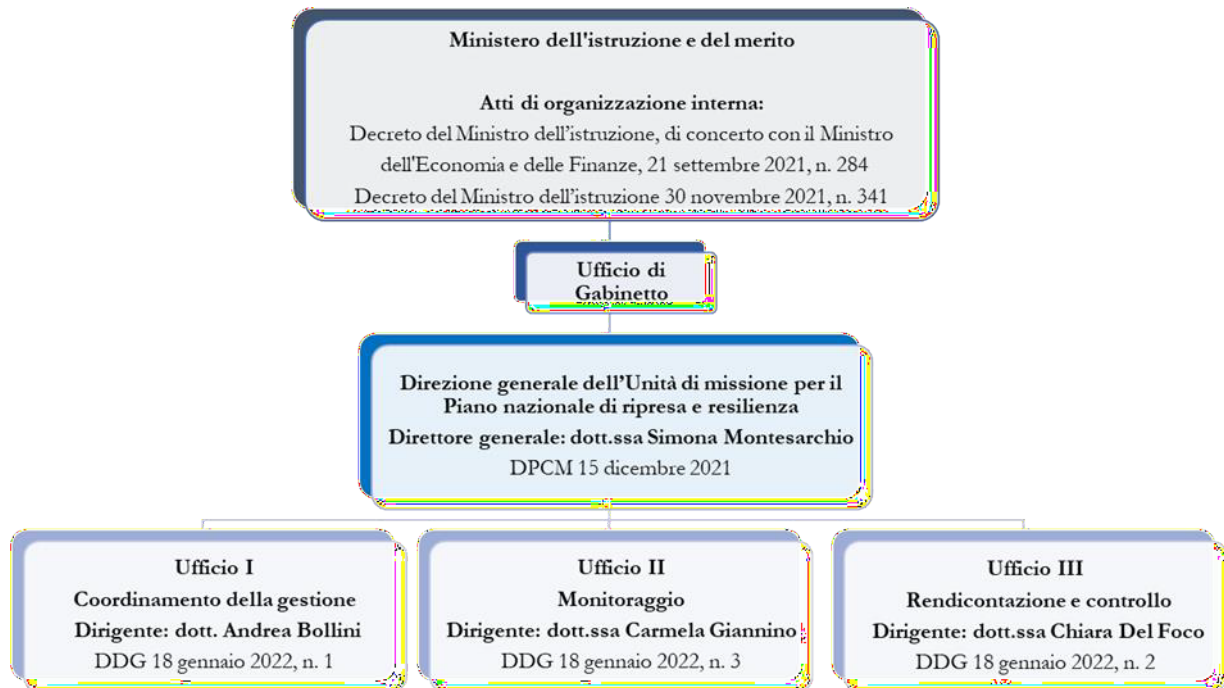 Ministero dell'istruzione e del merito
Atti di organizzazione interna:
Decreto del Ministro dell’istruzione, di concerto con il Ministro
dell'Economia e delle Finanze, 21 settembre 2021, n. 284
Decreto del Ministro dell’istruzione 30 novembre 2021, n. 341
Ufficio di
Gabinetto
Direzione generale dell’Unità di missione per il
Piano nazionale di ripresa e resilienza
Direttore generale: dott.ssa Simona Montesarchio
DPCM 15 dicembre 2021
Ufficio I
Coordinamento della gestione
Dirigente: dott. Andrea Bollini
DDG 18 gennaio 2022, n. 1
Ufficio II
Monitoraggio
Dirigente: dott.ssa Carmela Giannino
DDG 18 gennaio 2022, n. 3
Ufficio III
Rendicontazione e controllo
Dirigente: dott.ssa Chiara Del Foco
DDG 18 gennaio 2022, n. 2